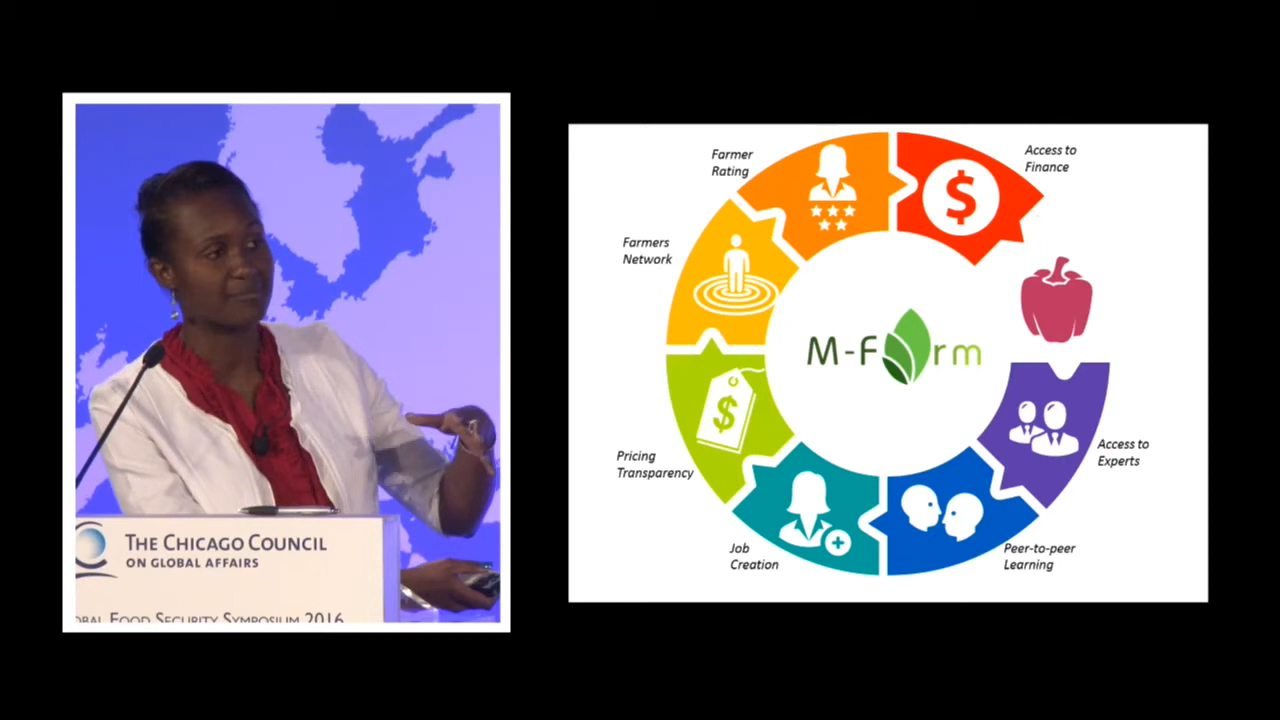 THE CHICAGO COUNCIL
ON GLOBAL AFFAIRS
FOOD SECURITY SYMPOSIUM 2016
Farmer
Rating
Access to
Finance
Farmers
Network
M-Farm
Pricing
Transparency
Access to
Experts
Job
Creation
Peer-to-peer
Learning